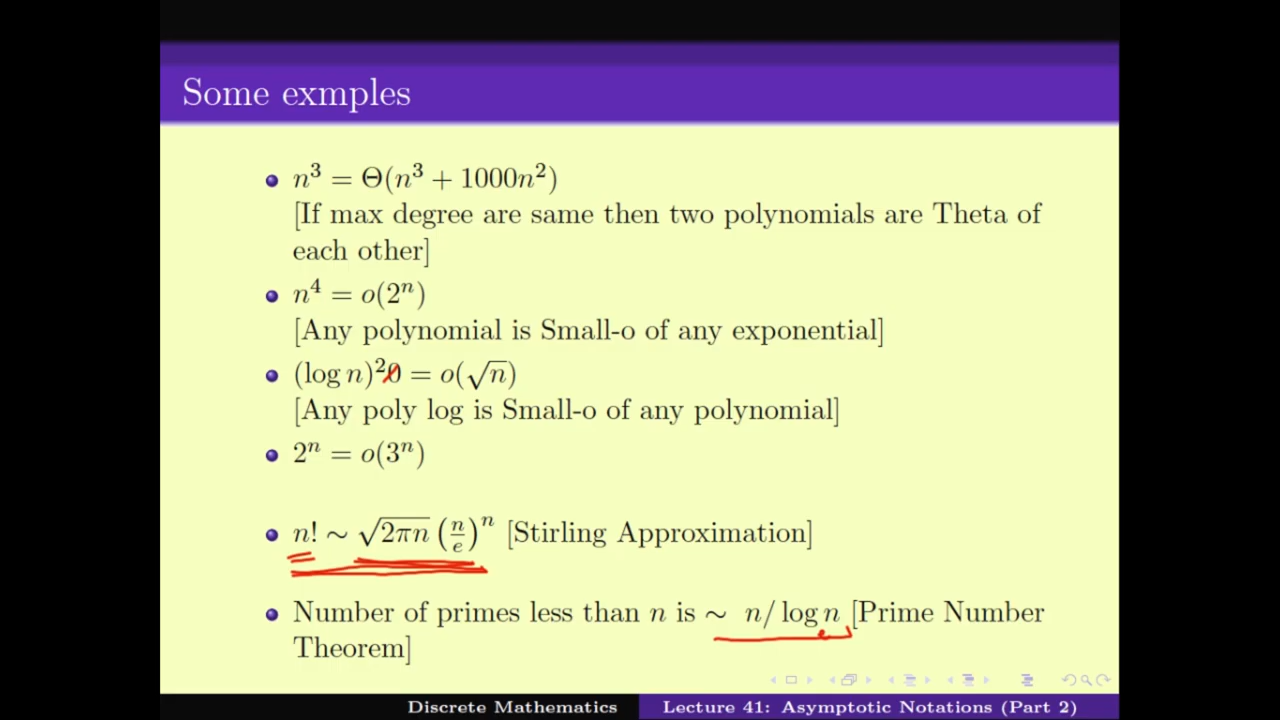 Some exmples
n³ = Θ(n³ + 1000n²)
[If max degree are same then two polynomials are Theta of
each other]
n⁴ = o(2ⁿ)
[Any polynomial is Small-o of any exponential]
(log n)²0 = o(√n)
[Any poly log is Small-o of any polynomial]
2ⁿ = o(3ⁿ)
n! ∼ √2πn (n/e)ⁿ [Stirling Approximation]
Number of primes less than n is ∼ n/ log n [Prime Number
Theorem]
Discrete Mathematics Lecture 41: Asymptotic Notations (Part 2)